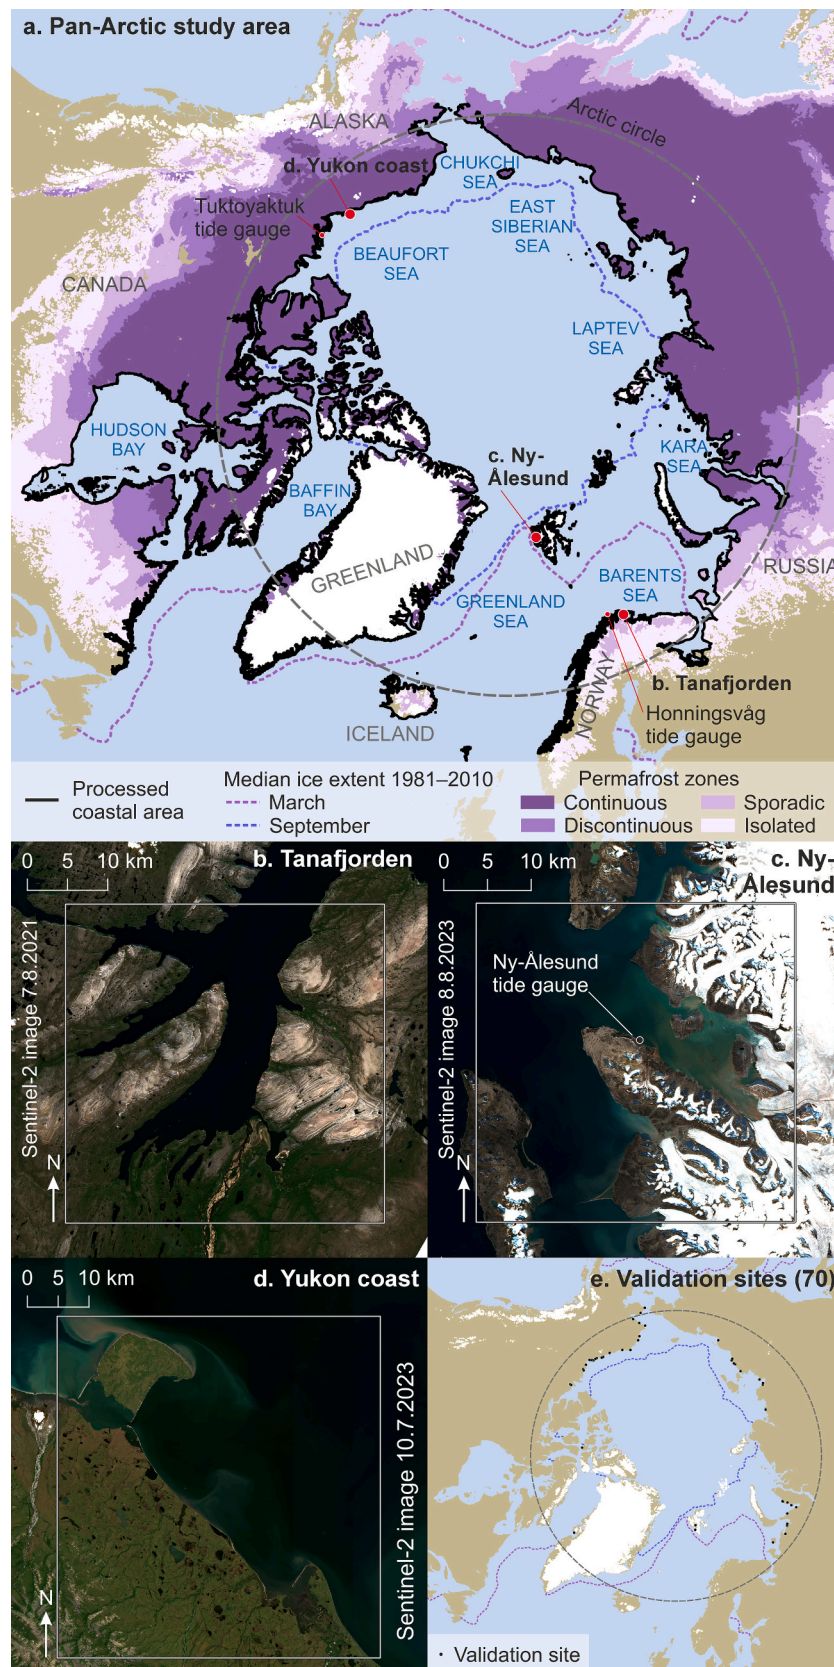 a. Pan-Arctic study area
Arctic circle
ALASKA
d. Yukon coast
CHUKCHI
SEA
Tuktoyaktuk
tide gauge
EAST
SIBERIAN
SEA
BEAUFORT
SEA
CANADA
LAPTEV
SEA
HUDSON
BAY
c. Ny-
Ålesund
KARA
SEA
BAFFIN
BAY
GREENLAND
RUSSIA
BARENTS
SEA
GREENLAND
SEA
b. Tanafjorden
NORWAY
Honningsvåg
tide gauge
ICELAND
Processed
coastal area
Median ice extent 1981–2010
March
September
Permafrost zones
Continuous
Sporadic
Discontinuous
Isolated
0 5 10 km
b. Tanafjorden
Sentinel-2 image 7.8.2021
N
0 5 10 km
c. Ny-
Ålesund
Ny-Ålesund
tide gauge
Sentinel-2 image 8.8.2023
N
0 5 10 km
d. Yukon coast
Sentinel-2 image 10.7.2023
N
e. Validation sites (70)
Validation site